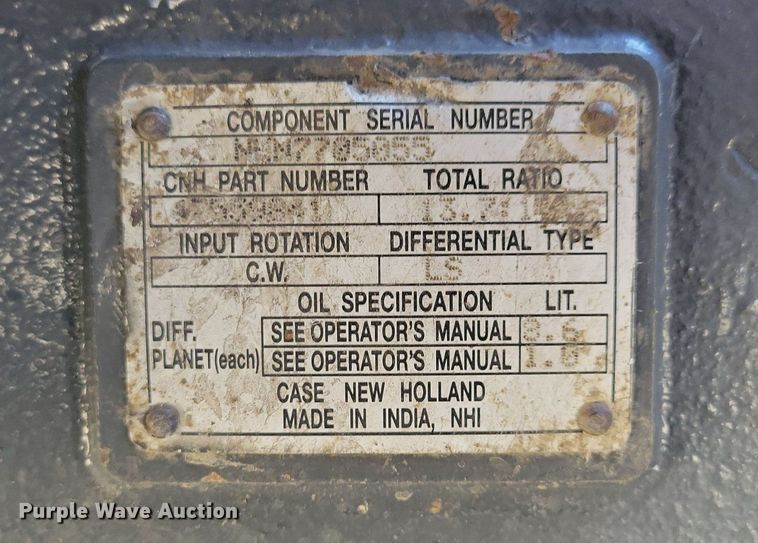 COMPONENT SERIAL NUMBER
CNH PART NUMBER TOTAL RATIO
INPUT ROTATION DIFFERENTIAL TYPE
C.W. LS
OIL SPECIFICATION LIT.
DIFF. SEE OPERATOR'S MANUAL
PLANET(each) SEE OPERATOR'S MANUAL
CASE NEW HOLLAND
MADE IN INDIA, NHI
Purple Wave Auction